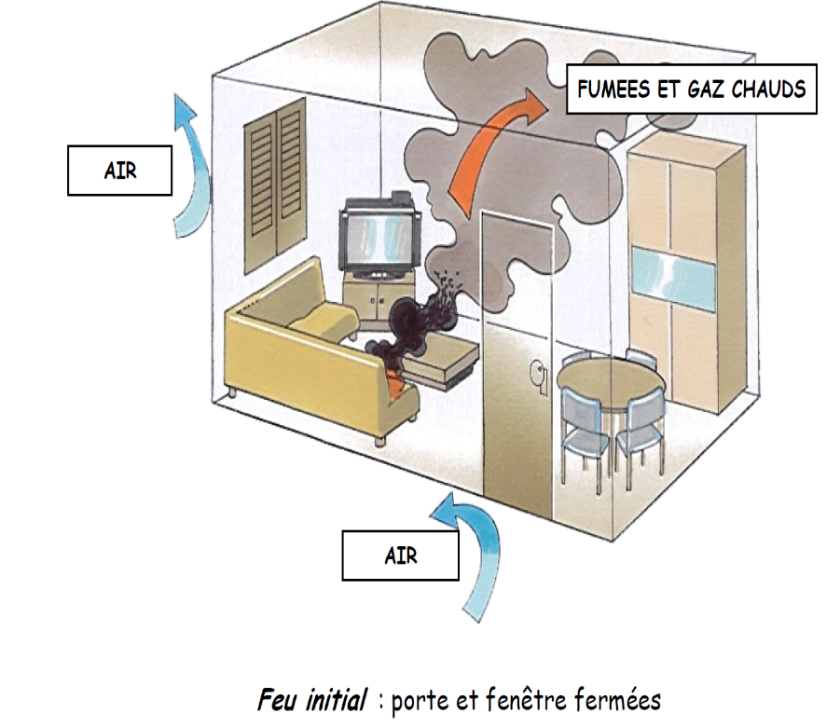 FUMEES ET GAZ CHAUDS
AIR
AIR
Feu initial : porte et fenêtre fermées